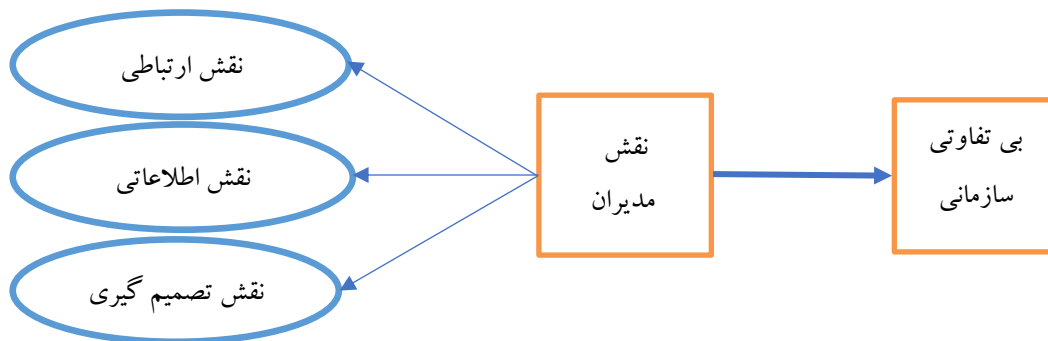 نقش ارتباطی
نقش اطلاعاتی
نقش تصمیم گیری
نقش
مدیران
بی تفاوتی
سازمانی